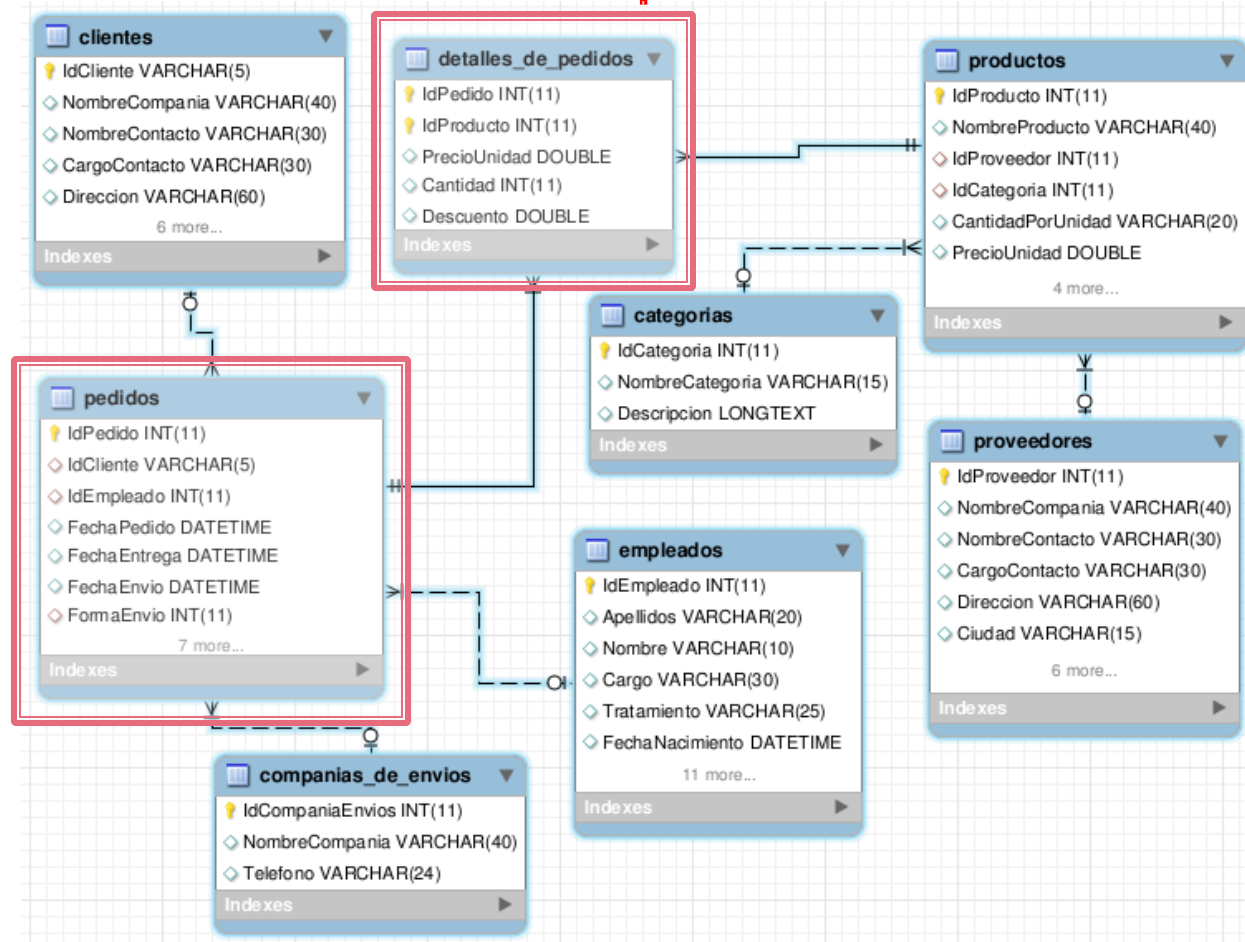 clientes
IdCliente VARCHAR(5)
NombreCompania VARCHAR(40)
NombreContacto VARCHAR(30)
CargoContacto VARCHAR(30)
Direccion VARCHAR(60)
6 more...
Indexes
detalles_de_pedidos
IdPedido INT(11)
IdProducto INT(11)
PrecioUnidad DOUBLE
Cantidad INT(11)
Descuento DOUBLE
Indexes
productos
IdProducto INT(11)
NombreProducto VARCHAR(40)
IdProveedor INT(11)
IdCategoria INT(11)
CantidadPorUnidad VARCHAR(20)
PrecioUnidad DOUBLE
4 more...
Indexes
categorias
IdCategoria INT(11)
NombreCategoria VARCHAR(15)
Descripcion LONGTEXT
Indexes
pedidos
IdPedido INT(11)
IdCliente VARCHAR(5)
IdEmpleado INT(11)
FechaPedido DATETIME
FechaEntrega DATETIME
FechaEnvio DATETIME
FormaEnvio INT(11)
7 more...
Indexes
proveedores
IdProveedor INT(11)
NombreCompania VARCHAR(40)
NombreContacto VARCHAR(30)
CargoContacto VARCHAR(30)
Direccion VARCHAR(60)
Ciudad VARCHAR(15)
6 more...
Indexes
empleados
IdEmpleado INT(11)
Apellidos VARCHAR(20)
Nombre VARCHAR(10)
Cargo VARCHAR(30)
Tratamiento VARCHAR(25)
FechaNacimiento DATETIME
11 more...
Indexes
companias_de_envios
IdCompaniaEnvios INT(11)
NombreCompania VARCHAR(40)
Telefono VARCHAR(24)
Indexes